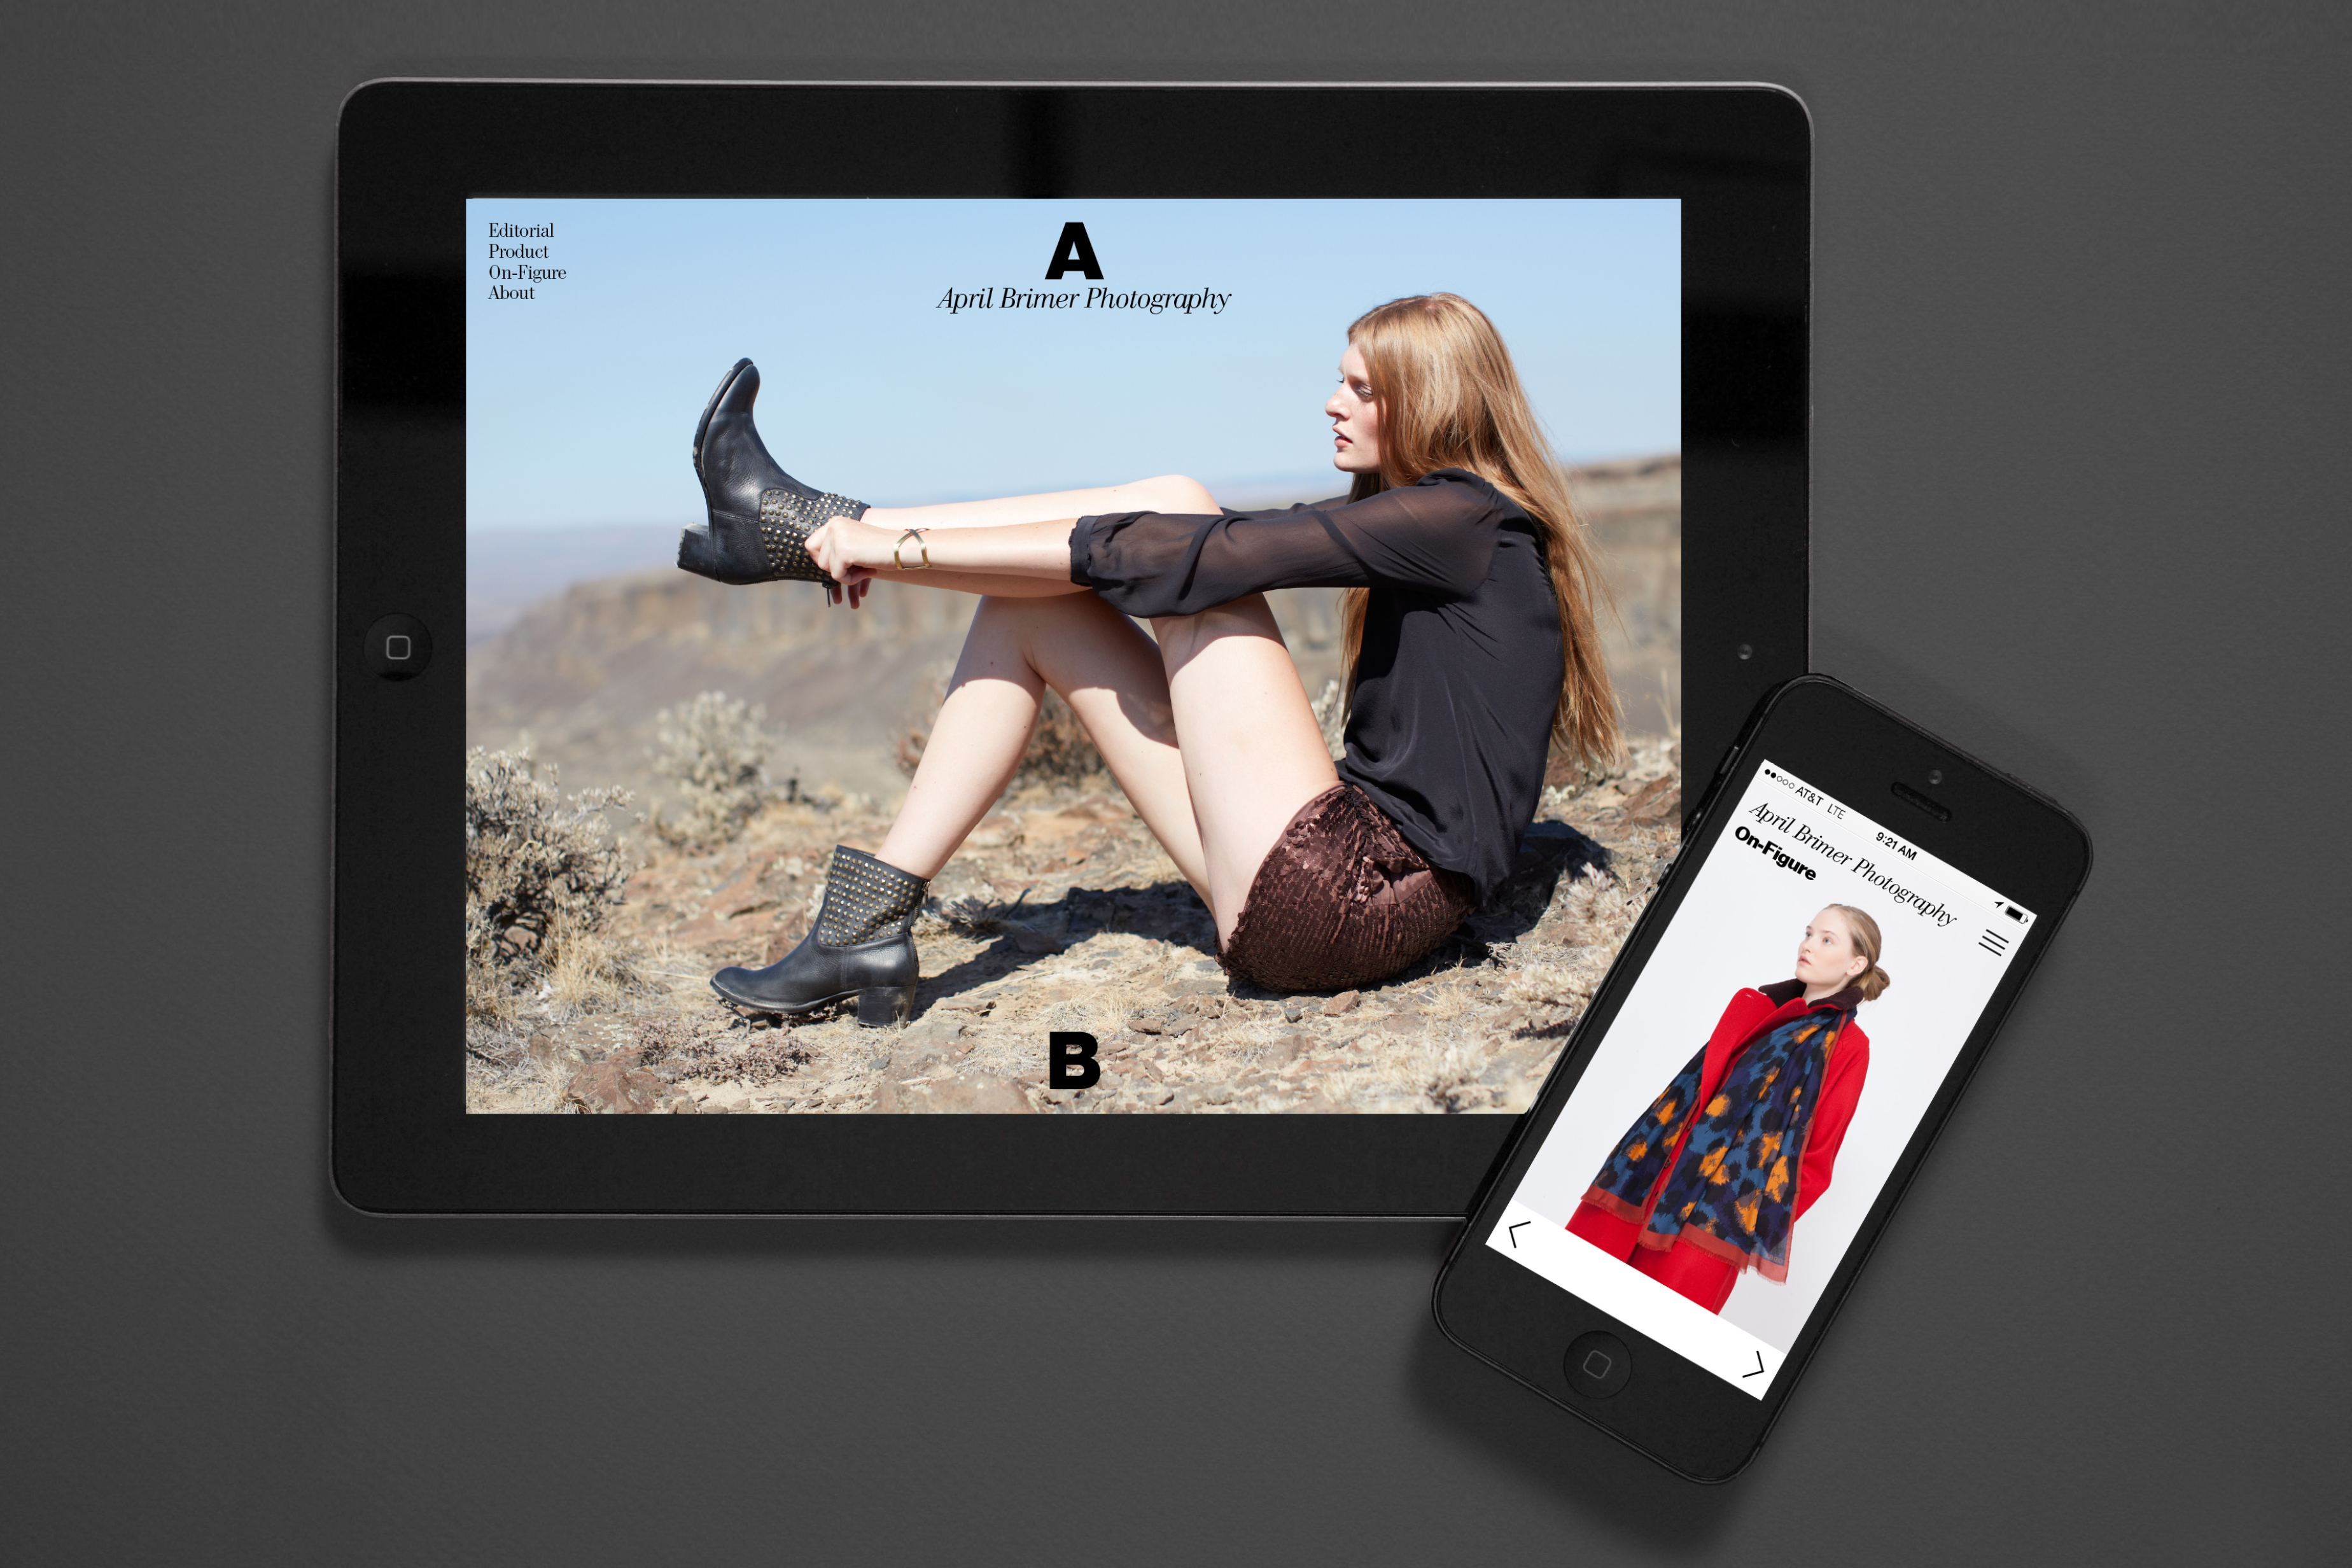 Editorial
Product
On-Figure
About
A
April Brimer Photography
B
AT&T LTE 9:21 AM
April Brimer Photography
On-Figure